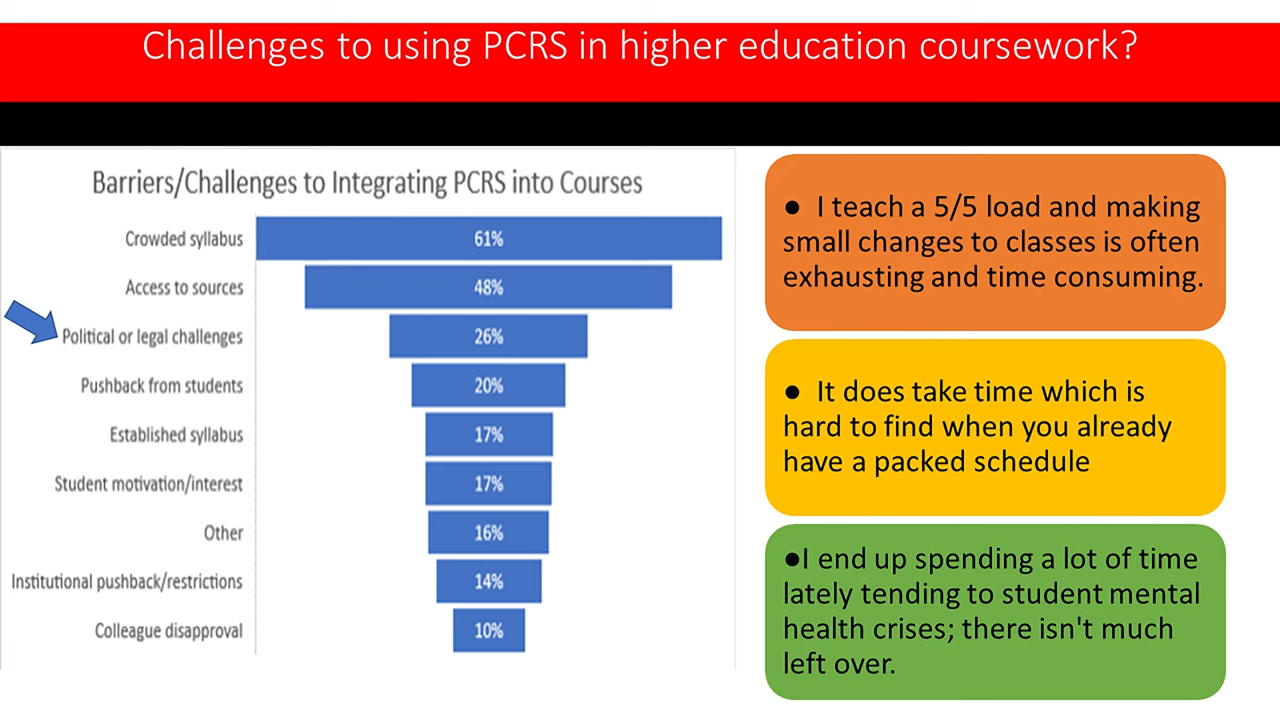 Challenges to using PCRS in higher education coursework?
Barriers/Challenges to Integrating PCRS into Courses
Crowded syllabus 61%
Access to sources 48%
Political or legal challenges 26%
Pushback from students 20%
Established syllabus 17%
Student motivation/interest 17%
Other 16%
Institutional pushback/restrictions 14%
Colleague disapproval 10%
● I teach a 5/5 load and making
small changes to classes is often
exhausting and time consuming.
● It does take time which is
hard to find when you already
have a packed schedule
●I end up spending a lot of time
lately tending to student mental
health crises; there isn't much
left over.